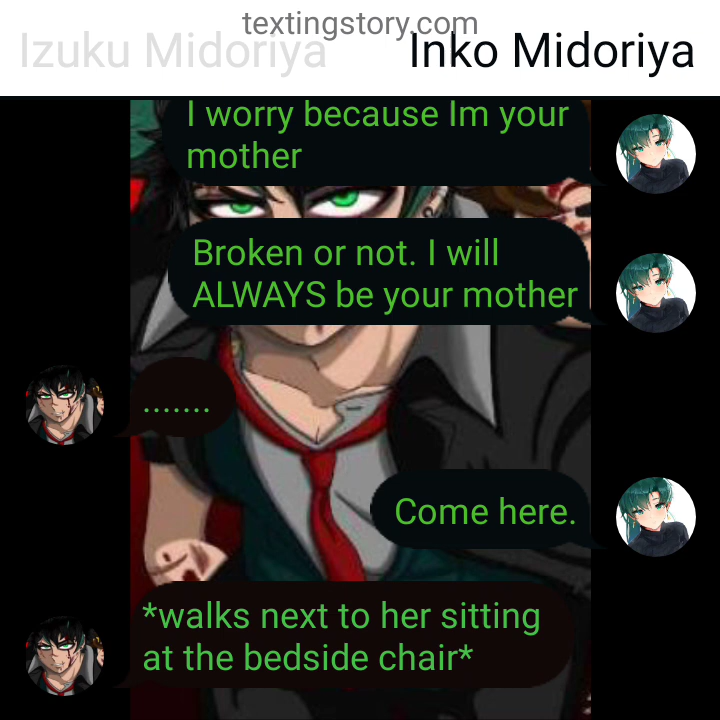 textingstory.com
Izuku Midoriya
Inko Midoriya
I worry because Im your
mother
Broken or not. I will
ALWAYS be your mother
.......
Come here.
*walks next to her sitting
at the bedside chair*